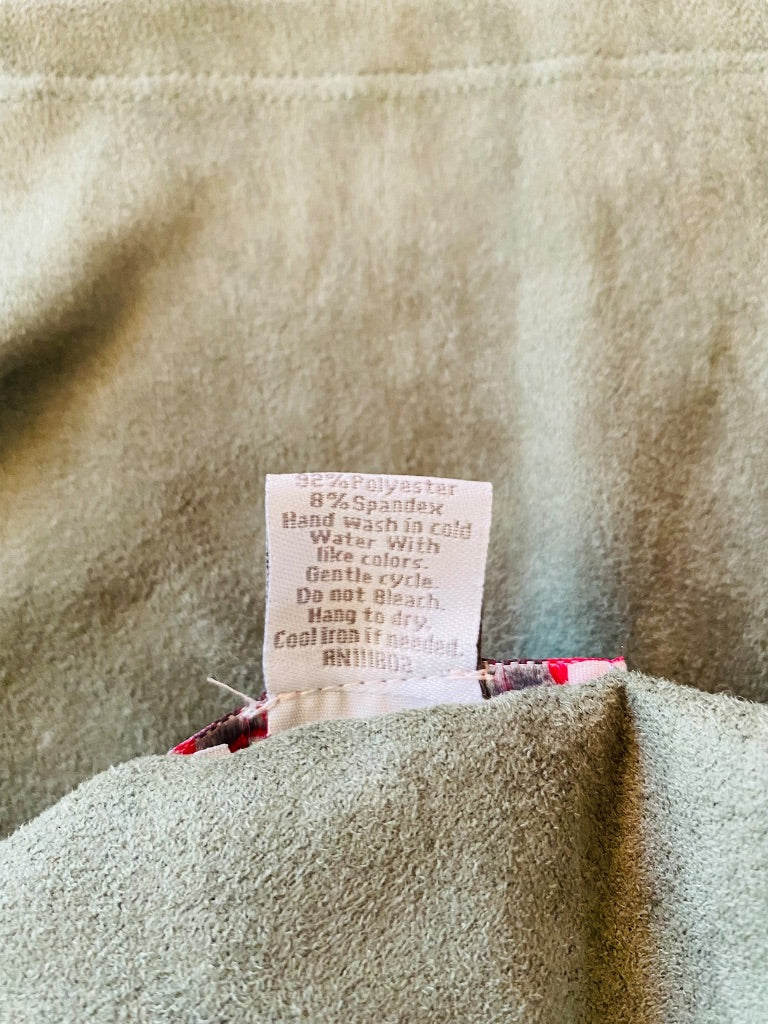 92%Polyester
8%Spandex
Hand wash in cold
Water With
like colors.
Gentle cycle.
Do not Bleach.
Hang to dry.
Cool iron if needed.
RN111802